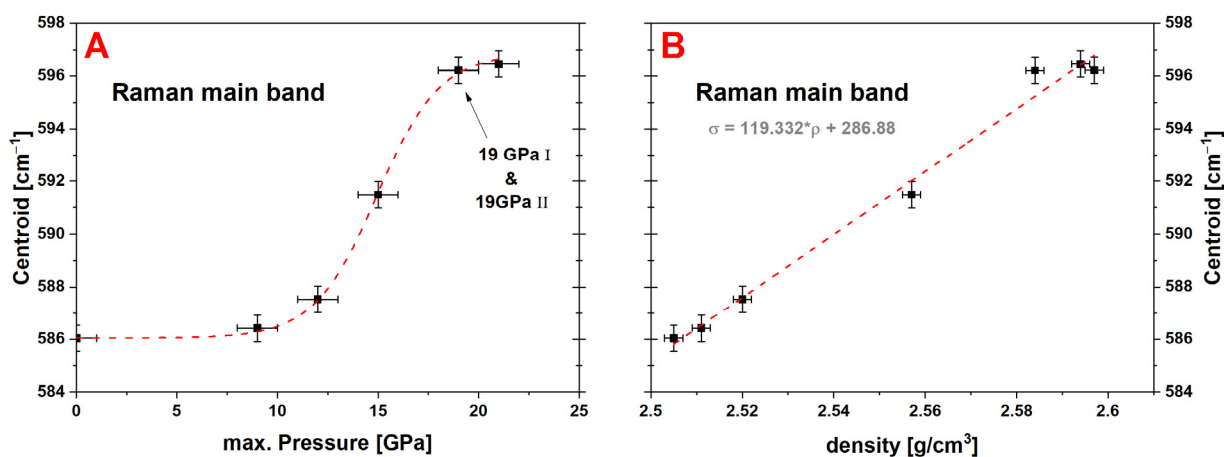 A
Raman main band
19 GPa I
&
19GPa II
598
596
594
592
590
588
586
584
0
5
10
15
20
25
Centroid [cm⁻¹]
max. Pressure [GPa]
B
Raman main band
σ = 119.332*ρ + 286.88
2.5
2.52
2.54
2.56
2.58
2.6
598
596
594
592
590
588
586
584
Centroid [cm⁻¹]
density [g/cm³]